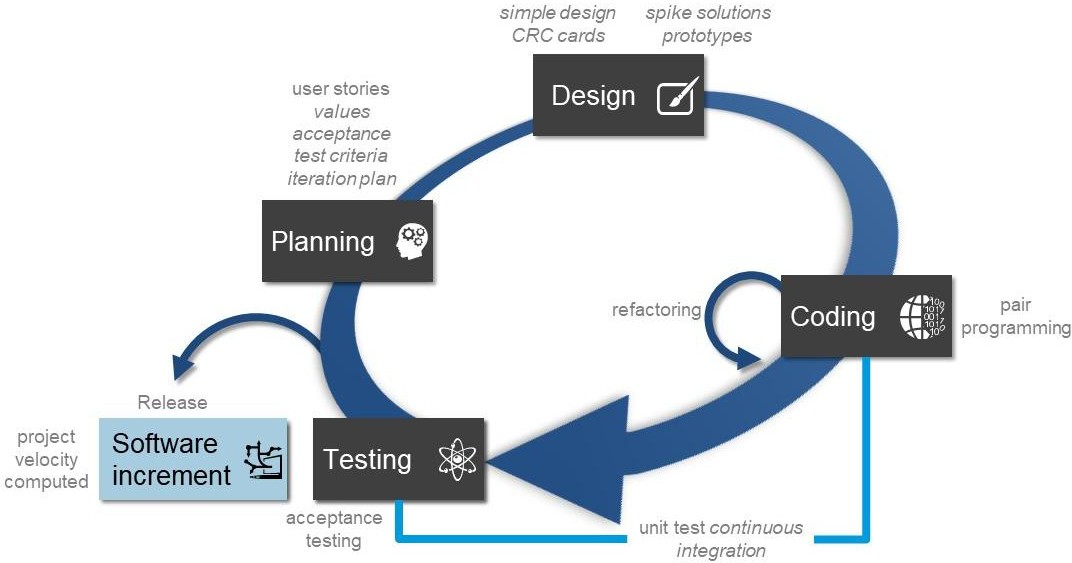 simple design
CRC cards
spike solutions
prototypes
Design
user stories
values
acceptance
test criteria
iteration plan
Planning
refactoring
Coding
pair
programming
Release
project
velocity
computed
Software
increment
Testing
acceptance
testing
unit test continuous
integration